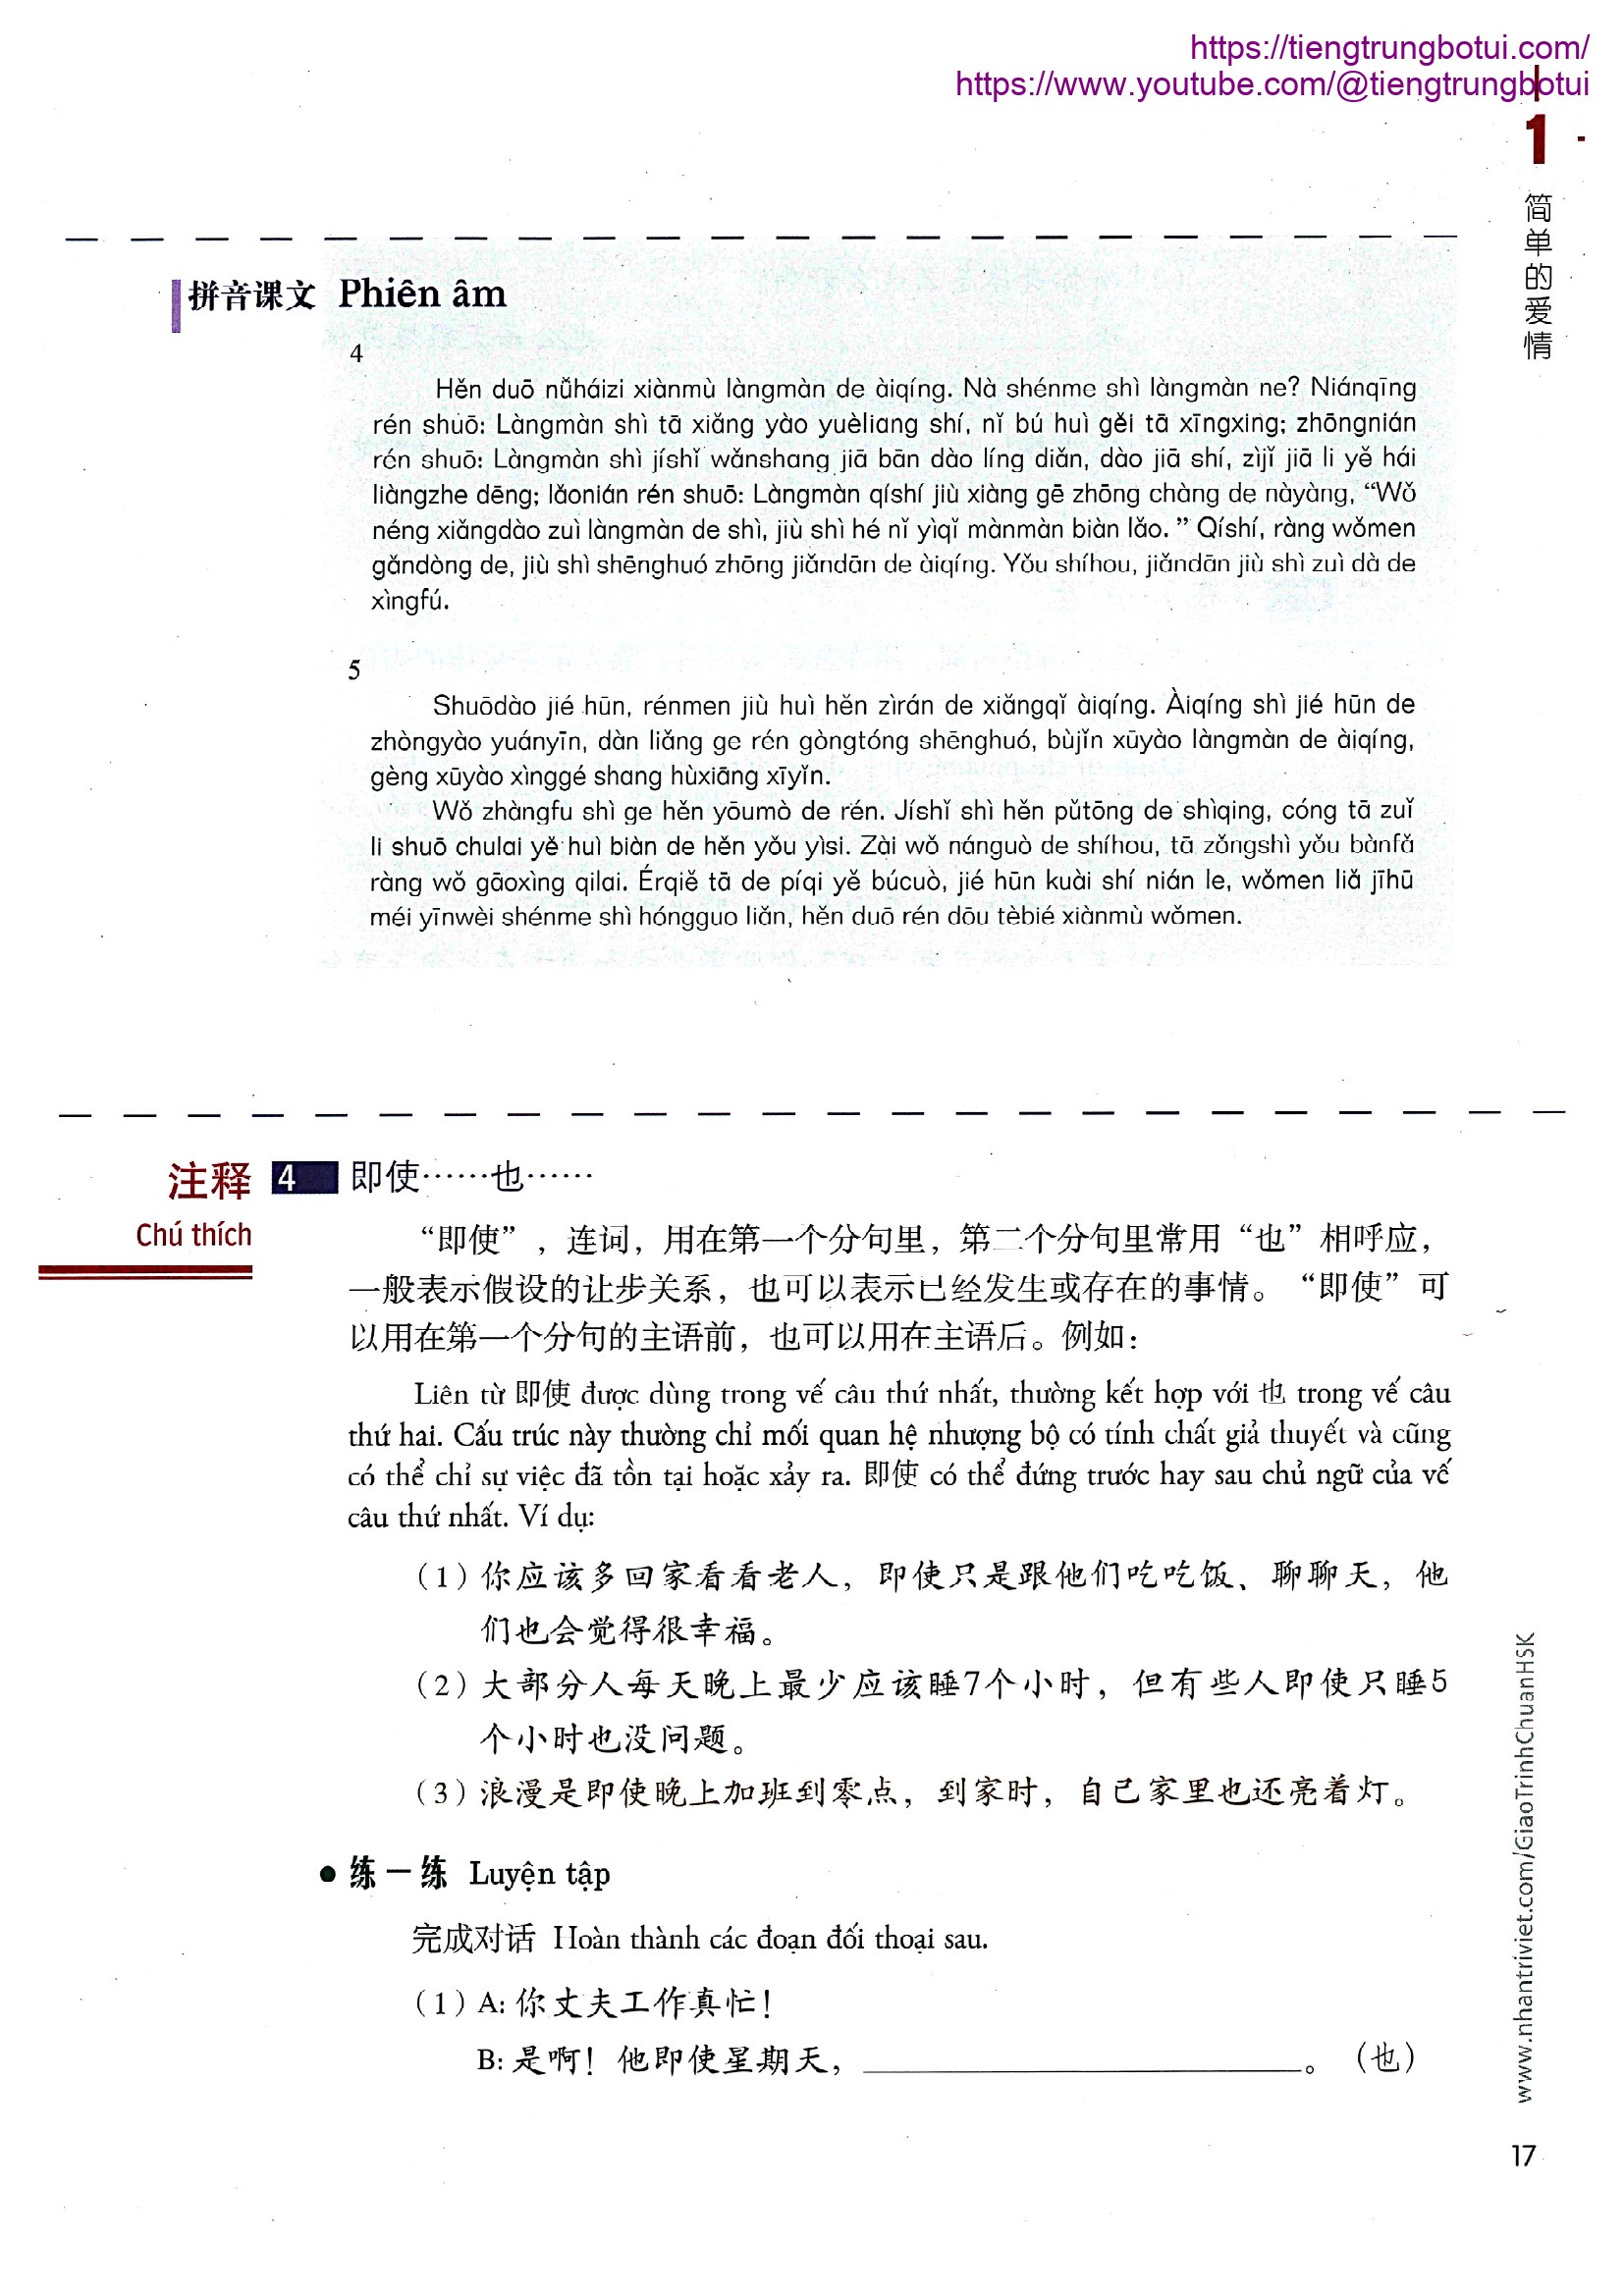 https://tiengtrungbotui.com/
https://www.youtube.com/@tiengtrungbotui
1
简单的爱情
拼音课文 Phiên âm
4
Hěn duō nǚháizi xiànmù làngmàn de àiqíng. Nà shénme shì làngmàn ne? Niánqīng
rén shuō: Làngmàn shì tā xiǎng yào yuèliang shí, nǐ bú huì gěi tā xīngxing; zhōngnián
rén shuō: Làngmàn shì jíshǐ wǎnshang jiā bān dào líng diǎn, dào jiā shí, zìjǐ jiā li yě hái
liàngzhe dēng; lǎonián rén shuō: Làngmàn qíshí jiù xiàng gē zhōng chàng de nàyàng, “Wǒ
néng xiǎngdào zuì làngmàn de shì, jiù shì hé nǐ yìqǐ mànmàn biàn lǎo. ” Qíshí, ràng wǒmen
gǎndòng de, jiù shì shēnghuó zhōng jiǎndān de àiqíng. Yǒu shíhou, jiǎndān jiù shì zuì dà de
xìngfú.
5
Shuōdào jié hūn, rénmen jiù huì hěn zìrán de xiǎngqǐ àiqíng. Àiqíng shì jié hūn de
zhòngyào yuányīn, dàn liǎng ge rén gòngtóng shēnghuó, bùjǐn xūyào làngmàn de àiqíng,
gèng xūyào xìnggé shang hùxiāng xīyǐn.
Wǒ zhàngfu shì ge hěn yōumò de rén. Jíshǐ shì hěn pǔtōng de shìqing, cóng tā zuǐ
li shuō chulai yě huì biàn de hěn yǒu yìsi. Zài wǒ nánguò de shíhou, tā zǒngshì yǒu bànfǎ
ràng wǒ gāoxìng qilai. Érqiě tā de píqi yě búcuò, jié hūn kuài shí nián le, wǒmen liǎ jīhū
méi yīnwèi shénme shì hóngguo liǎn, hěn duō rén dōu tèbié xiànmù wǒmen.
注释 4 即使……也……
Chú thích
“即使”，连词，用在第一个分句里，第二个分句里常用“也”相呼应，
一般表示假设的让步关系，也可以表示已经发生或存在的事情。“即使”可
以用在第一个分句的主语前，也可以用在主语后。例如：
Liên từ 即使 được dùng trong vế câu thứ nhất, thường kết hợp với 也 trong vế câu
thứ hai. Cấu trúc này thường chỉ mối quan hệ nhượng bộ có tính chất giả thuyết và cũng
có thể chỉ sự việc đã tồn tại hoặc xảy ra. 即使 có thể đứng trước hay sau chủ ngữ của vế
câu thứ nhất. Ví dụ:
（1）你应该多回家看看老人，即使只是跟他们吃吃饭、聊聊天，他
们也会觉得很幸福。
（2）大部分人每天晚上最少应该睡7个小时，但有些人即使只睡5
个小时也没问题。
（3）浪漫是即使晚上加班到零点，到家时，自己家里也还亮着灯。
● 练一练 Luyện tập
完成对话 Hoàn thành các đoạn đối thoại sau.
（1）A: 你丈夫工作真忙！
B: 是啊！他即使星期天，____________________。（也）
www.nhantriviet.com/GiaoTrinhChuanHSK
17